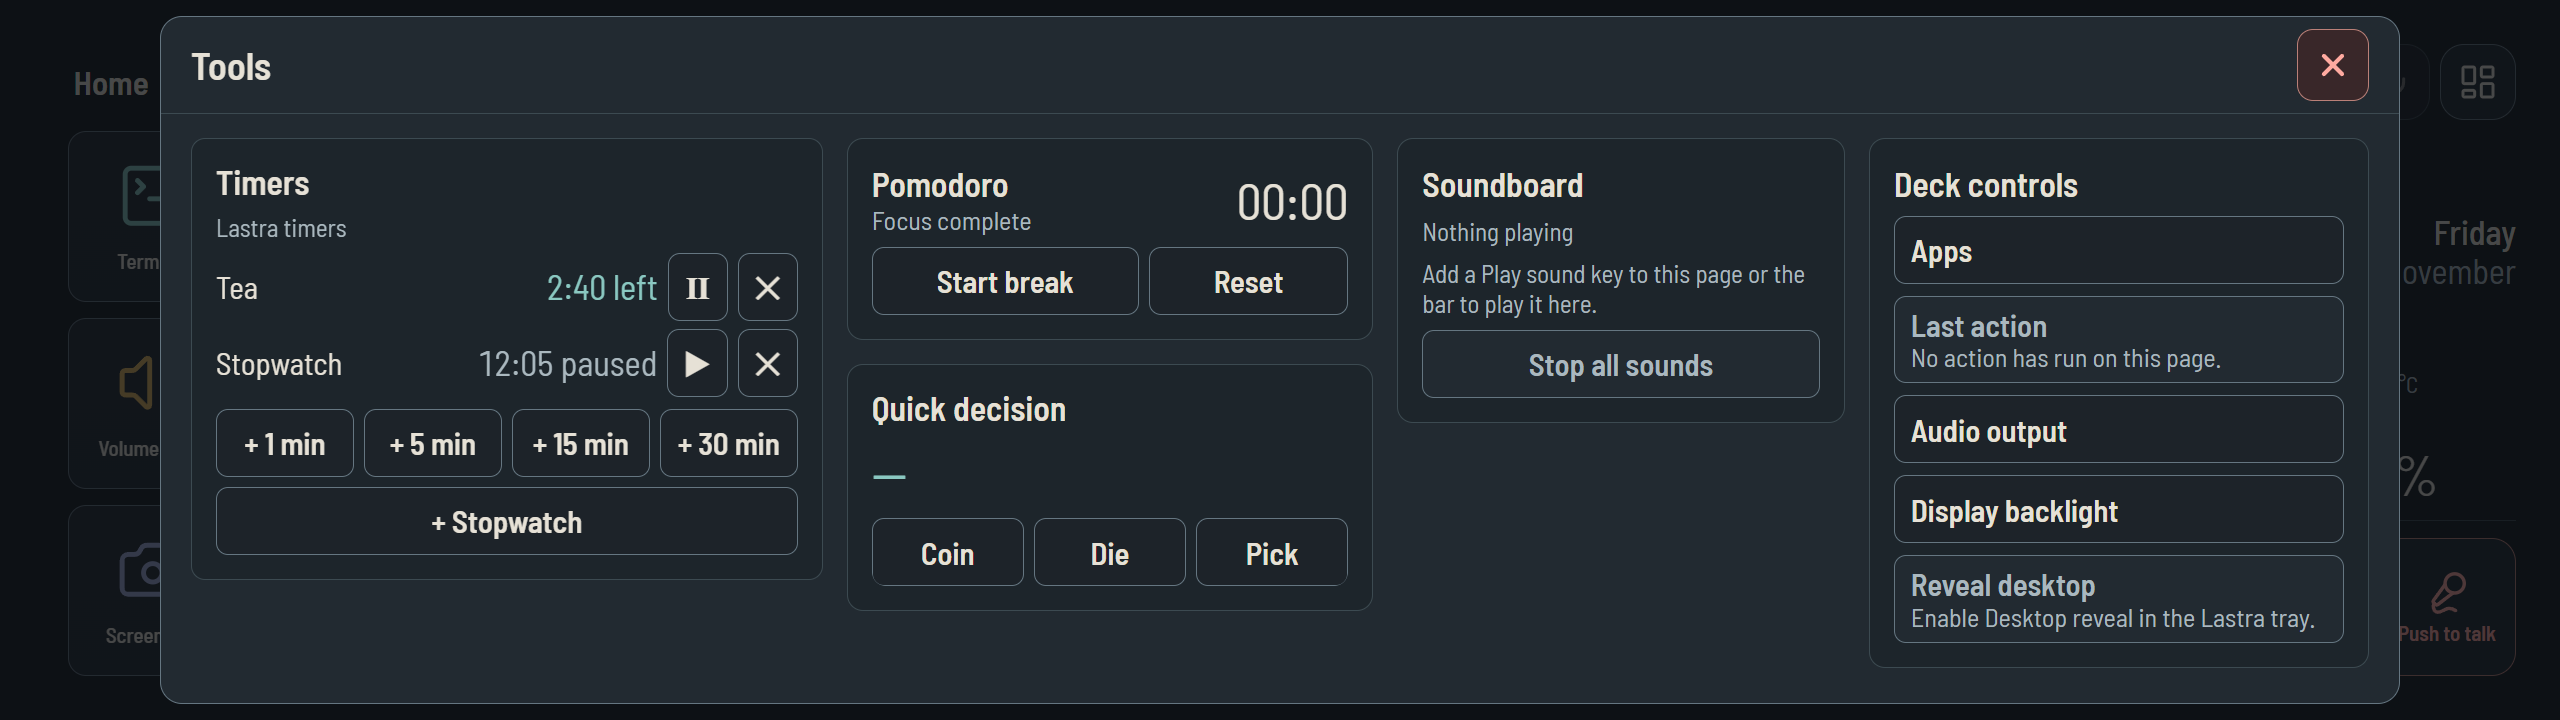 Tools
Home
Timers
Lastra timers
Tea
2:40 left
Stopwatch
12:05 paused
+ 1 min
+ 5 min
+ 15 min
+ 30 min
+ Stopwatch
Pomodoro
Focus complete
00:00
Start break
Reset
Quick decision
—
Coin
Die
Pick
Soundboard
Nothing playing
Add a Play sound key to this page or the
bar to play it here.
Stop all sounds
Deck controls
Apps
Last action
No action has run on this page.
Audio output
Display backlight
Reveal desktop
Enable Desktop reveal in the Lastra tray.
Term
Volume
Screen
Friday
ovember
°C
%
Push to talk